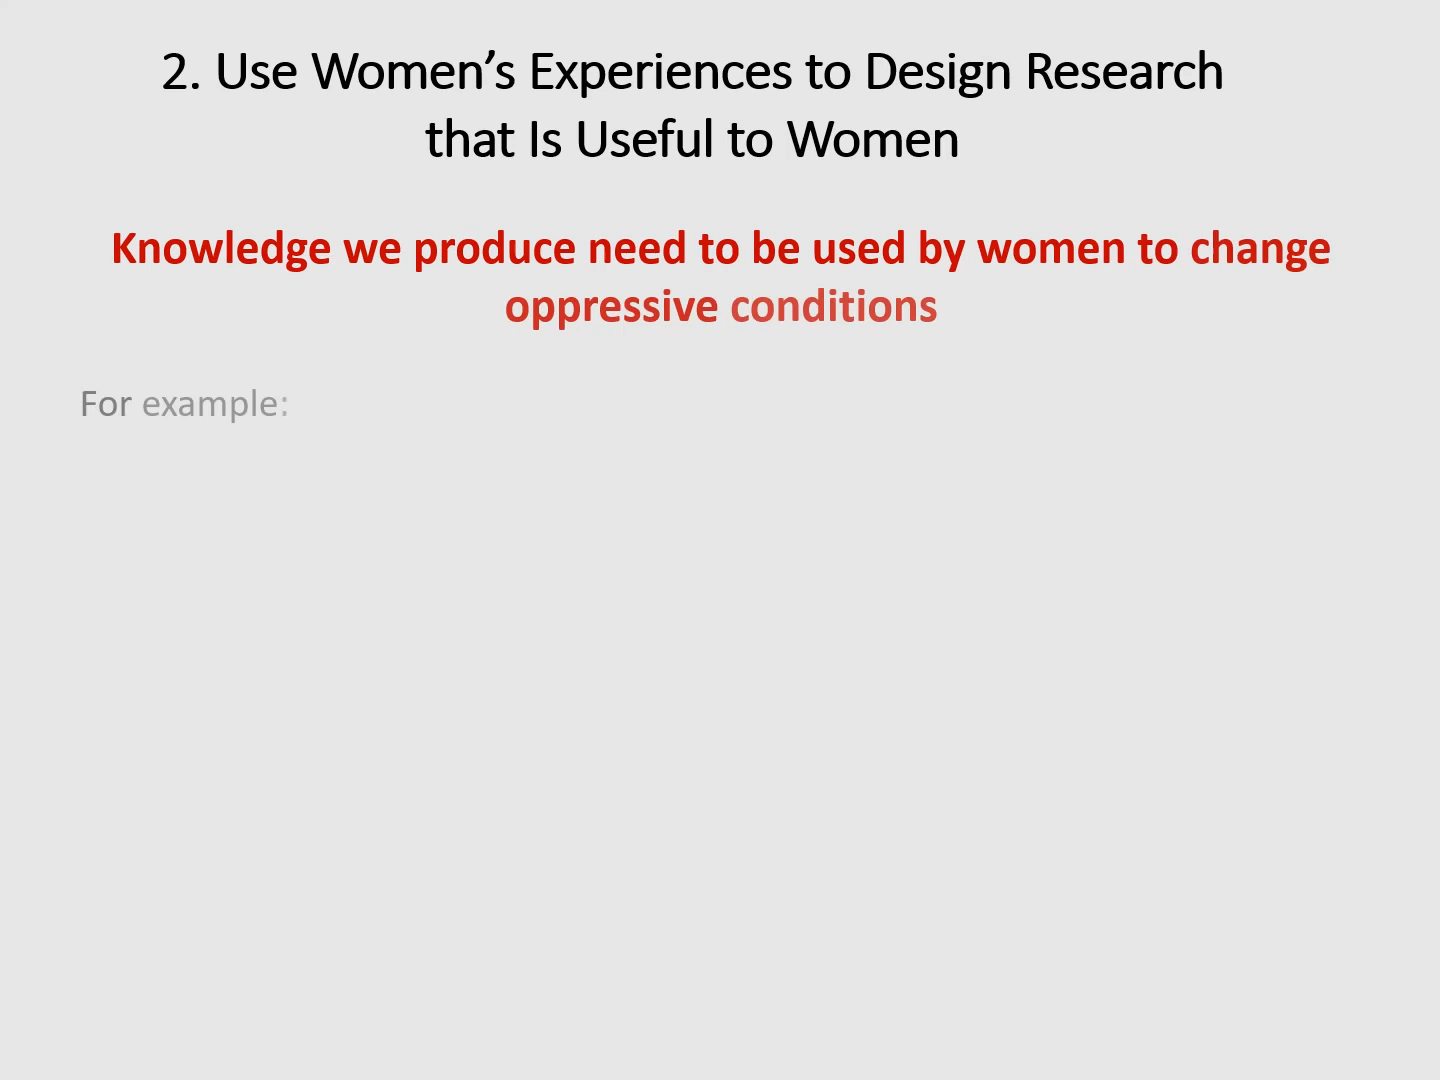 2. Use Women’s Experiences to Design Research
that Is Useful to Women
Knowledge we produce need to be used by women to change
oppressive conditions
For example: